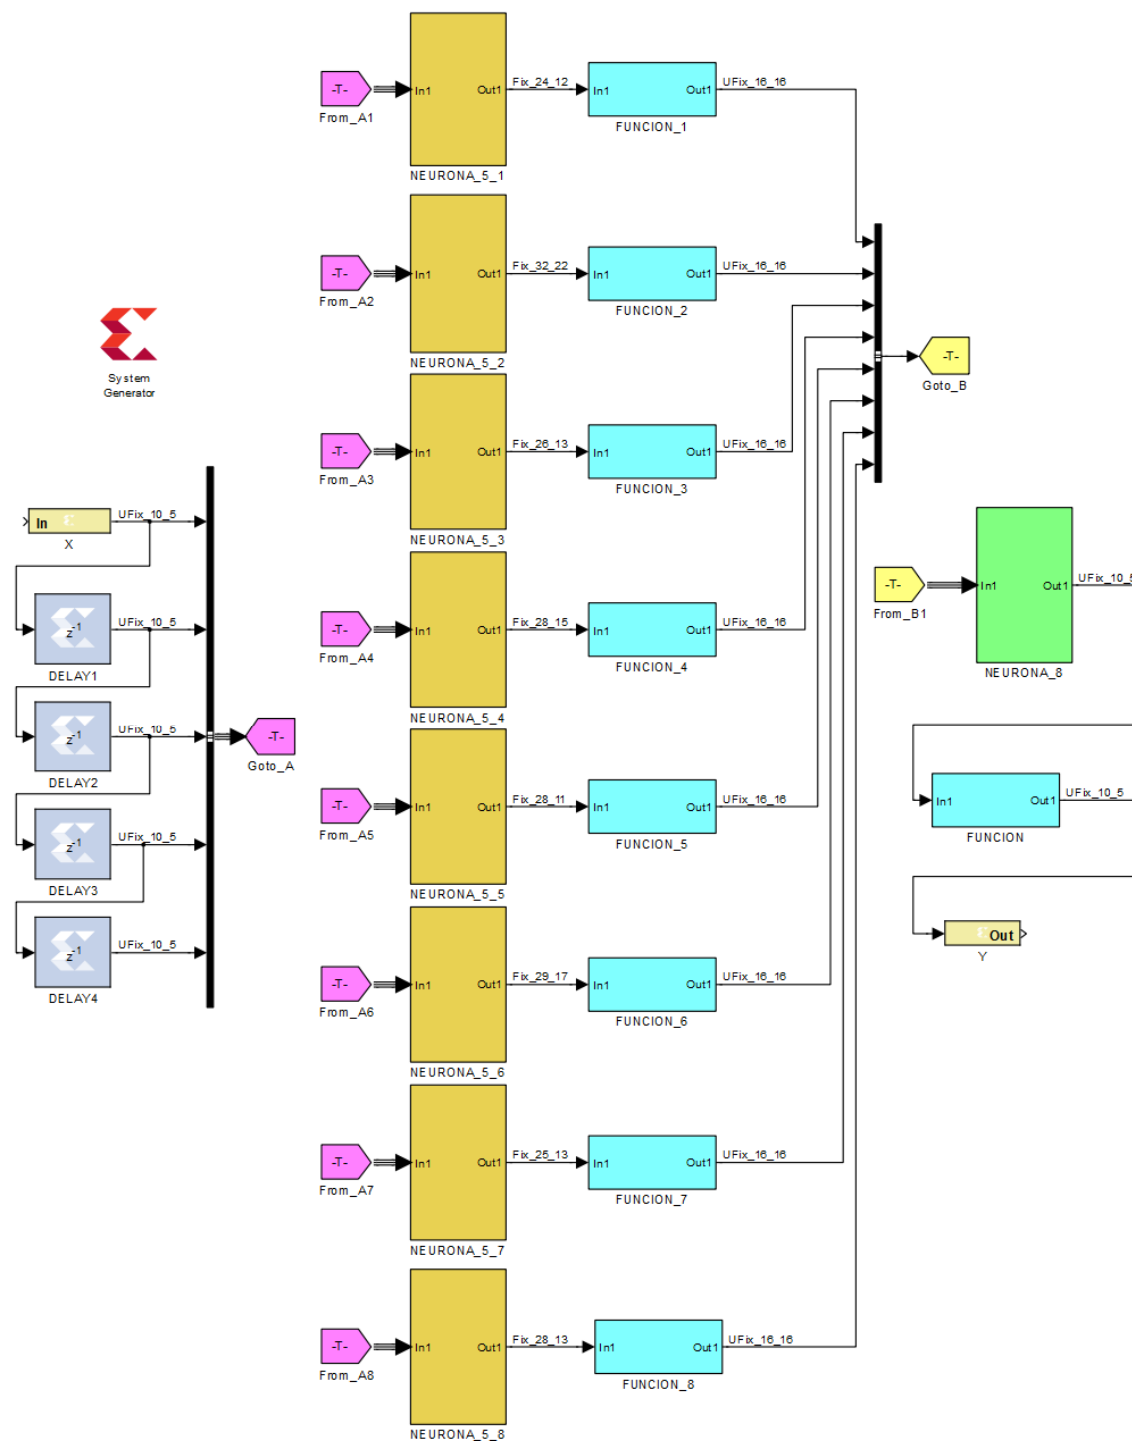 System
Generator
In
X
UFix_10_5
z-1
DELAY1
UFix_10_5
z-1
DELAY2
UFix_10_5
z-1
DELAY3
UFix_10_5
z-1
DELAY4
UFix_10_5
-T-
Goto_A
-T-
From_A1
In1 Out1
NEURONA_5_1
Fix_24_12
In1 Out1
FUNCION_1
UFix_16_16
-T-
From_A2
In1 Out1
NEURONA_5_2
Fix_32_22
In1 Out1
FUNCION_2
UFix_16_16
-T-
From_A3
In1 Out1
NEURONA_5_3
Fix_26_13
In1 Out1
FUNCION_3
UFix_16_16
-T-
From_A4
In1 Out1
NEURONA_5_4
Fix_28_15
In1 Out1
FUNCION_4
UFix_16_16
-T-
From_A5
In1 Out1
NEURONA_5_5
Fix_28_11
In1 Out1
FUNCION_5
UFix_16_16
-T-
From_A6
In1 Out1
NEURONA_5_6
Fix_29_17
In1 Out1
FUNCION_6
UFix_16_16
-T-
From_A7
In1 Out1
NEURONA_5_7
Fix_25_13
In1 Out1
FUNCION_7
UFix_16_16
-T-
From_A8
In1 Out1
NEURONA_5_8
Fix_28_13
In1 Out1
FUNCION_8
UFix_16_16
-T-
Goto_B
-T-
From_B1
In1 Out1
NEURONA_8
UFix_10_5
In1 Out1
FUNCION
UFix_10_5
Out
Y